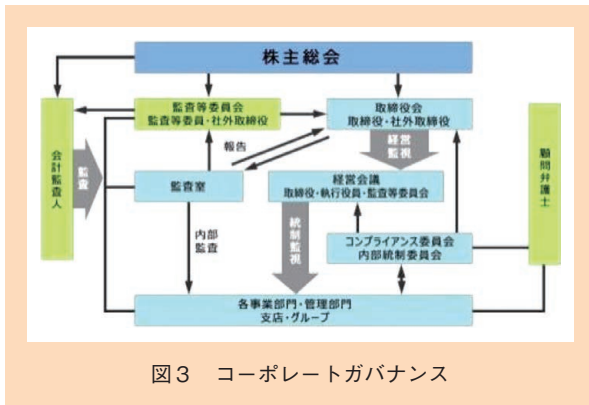 株主総会
監査等委員会
監査等委員・社外取締役
取締役会
取締役・社外取締役
会計監査人
監査
報告
経営
監視
顧問弁護士
監査室
経営会議
取締役・執行役員・監査等委員会
内部
監査
統制監視
コンプライアンス委員会
内部統制委員会
各事業部門・管理部門
支店・グループ
図3 コーポレートガバナンス